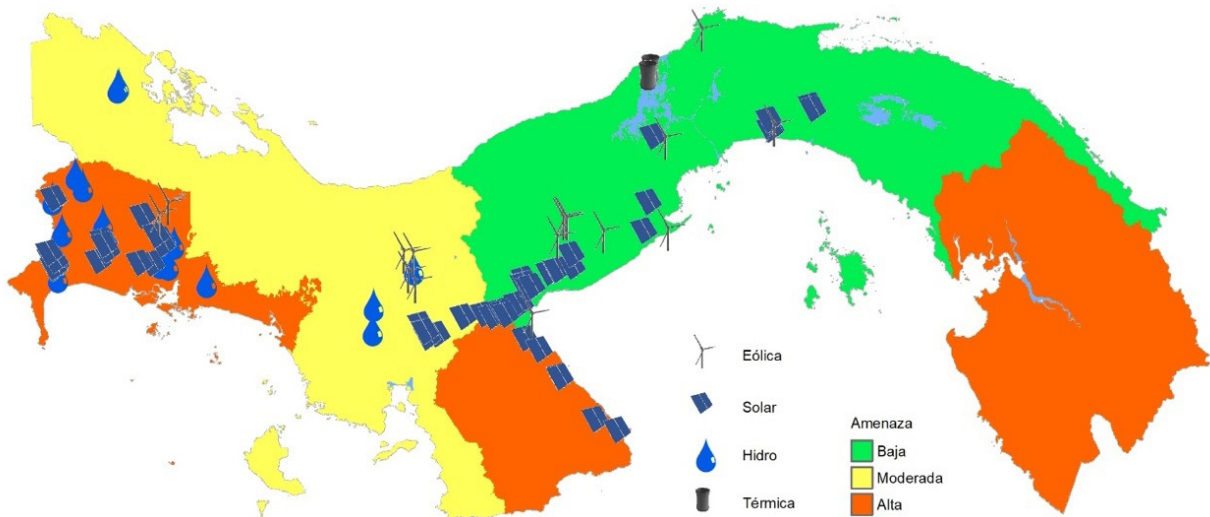 Eólica
Solar
Hidro
Térmica
Amenaza
Baja
Moderada
Alta